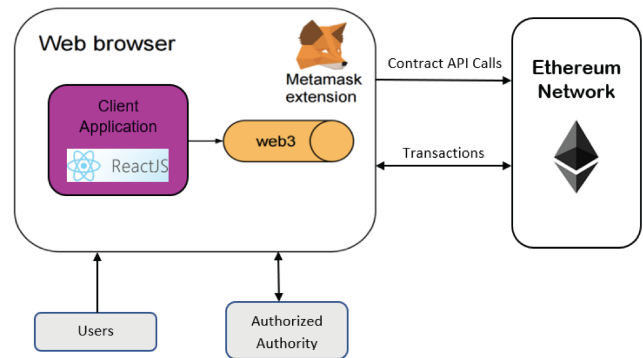 Web browser
Metamask
extension
Client
Application
ReactJS
web3
Contract API Calls
Transactions
Ethereum
Network
Users
Authorized
Authority